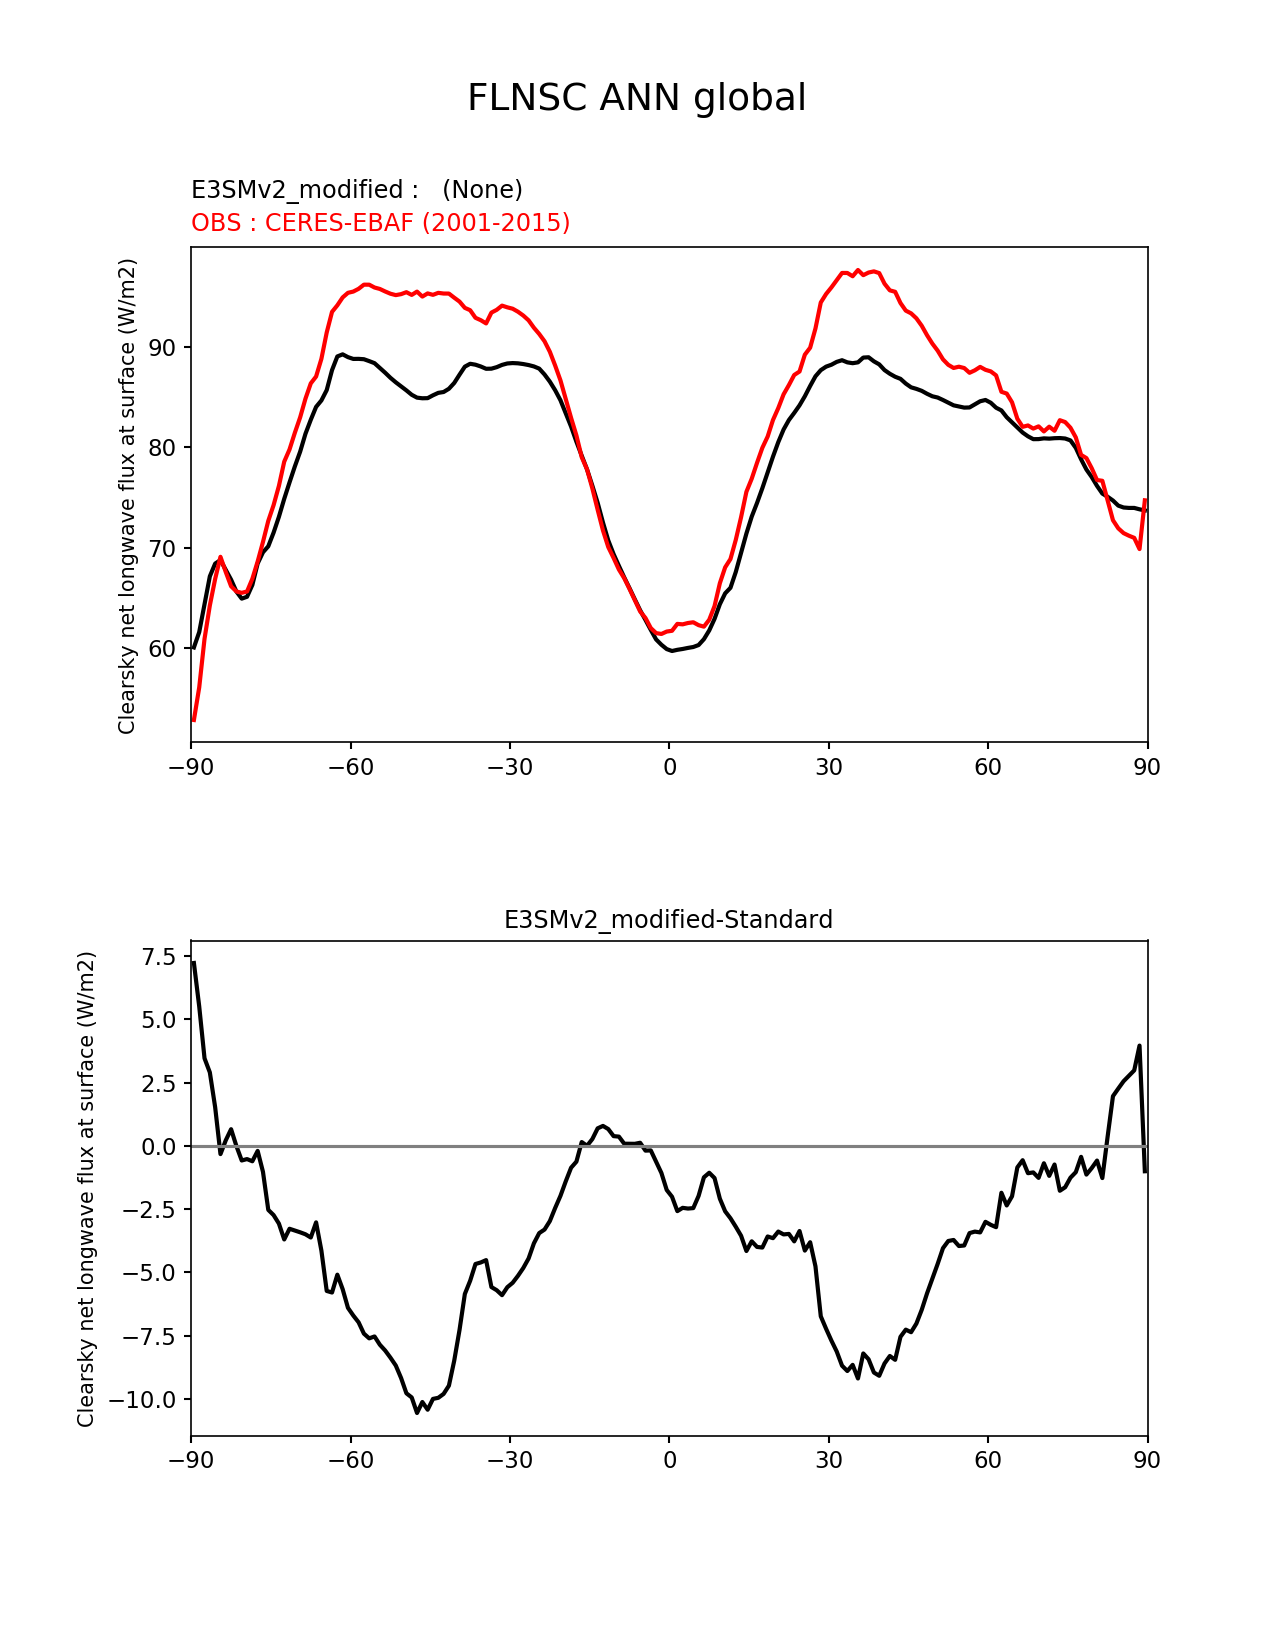 FLNSC ANN global
E3SMv2_modified :   (None)
OBS : CERES-EBAF (2001-2015)
Clearsky net longwave flux at surface (W/m2)
90
80
70
60
−90 −60 −30 0 30 60 90
E3SMv2_modified-Standard
Clearsky net longwave flux at surface (W/m2)
7.5
5.0
2.5
0.0
−2.5
−5.0
−7.5
−10.0
−90 −60 −30 0 30 60 90